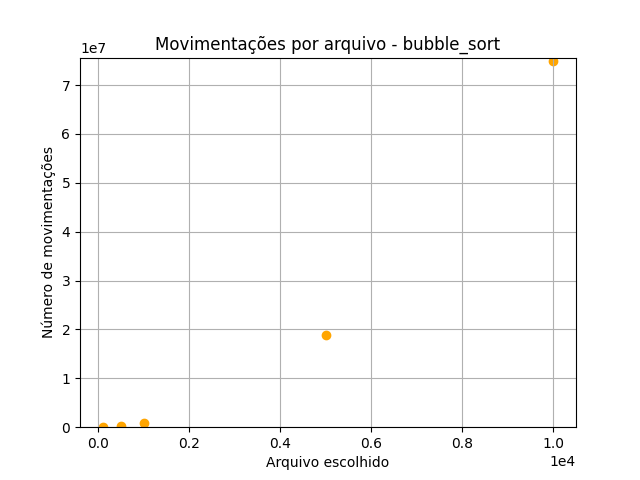 Movimentações por arquivo - bubble_sort
1e7
7
6
5
4
3
2
1
0
Número de movimentações
0.0 0.2 0.4 0.6 0.8 1.0
1e4
Arquivo escolhido